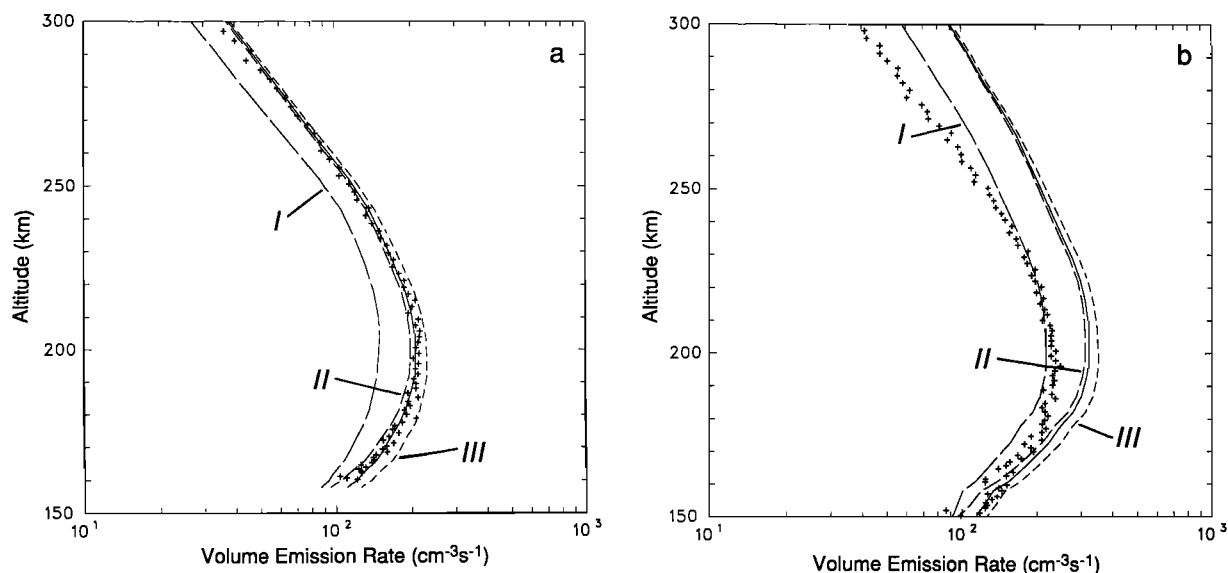 300
a
250
200
150
Altitude (km)
I
II
III
10¹
10²
10³
Volume Emission Rate (cm⁻³s⁻¹)
300
b
250
200
150
Altitude (km)
I
II
III
10¹
10²
10³
Volume Emission Rate (cm⁻³s⁻¹)